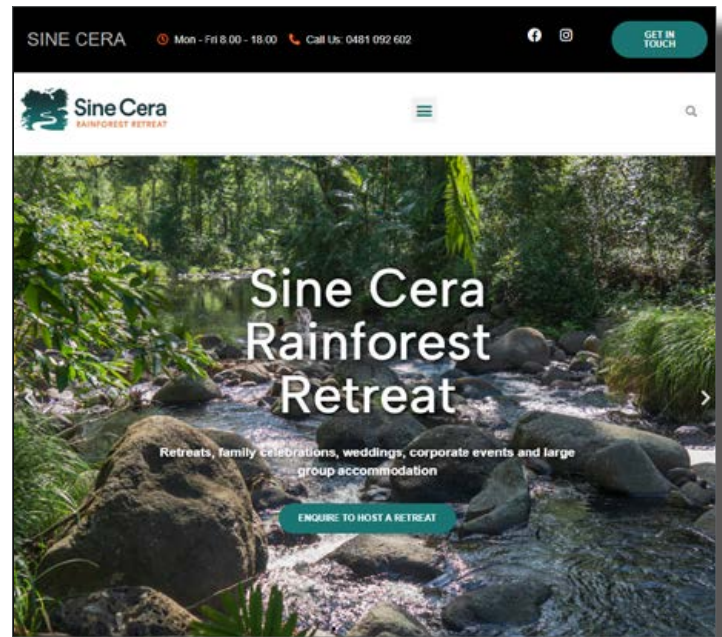 SINE CERA
Mon - Fri 8.00 - 18.00
Call Us: 0481 092 602
GET IN
TOUCH
Sine Cera
RAINFOREST RETREAT
Sine Cera
Rainforest
Retreat
Retreats, family celebrations, weddings, corporate events and large
group accommodation
ENQUIRE TO HOST A RETREAT